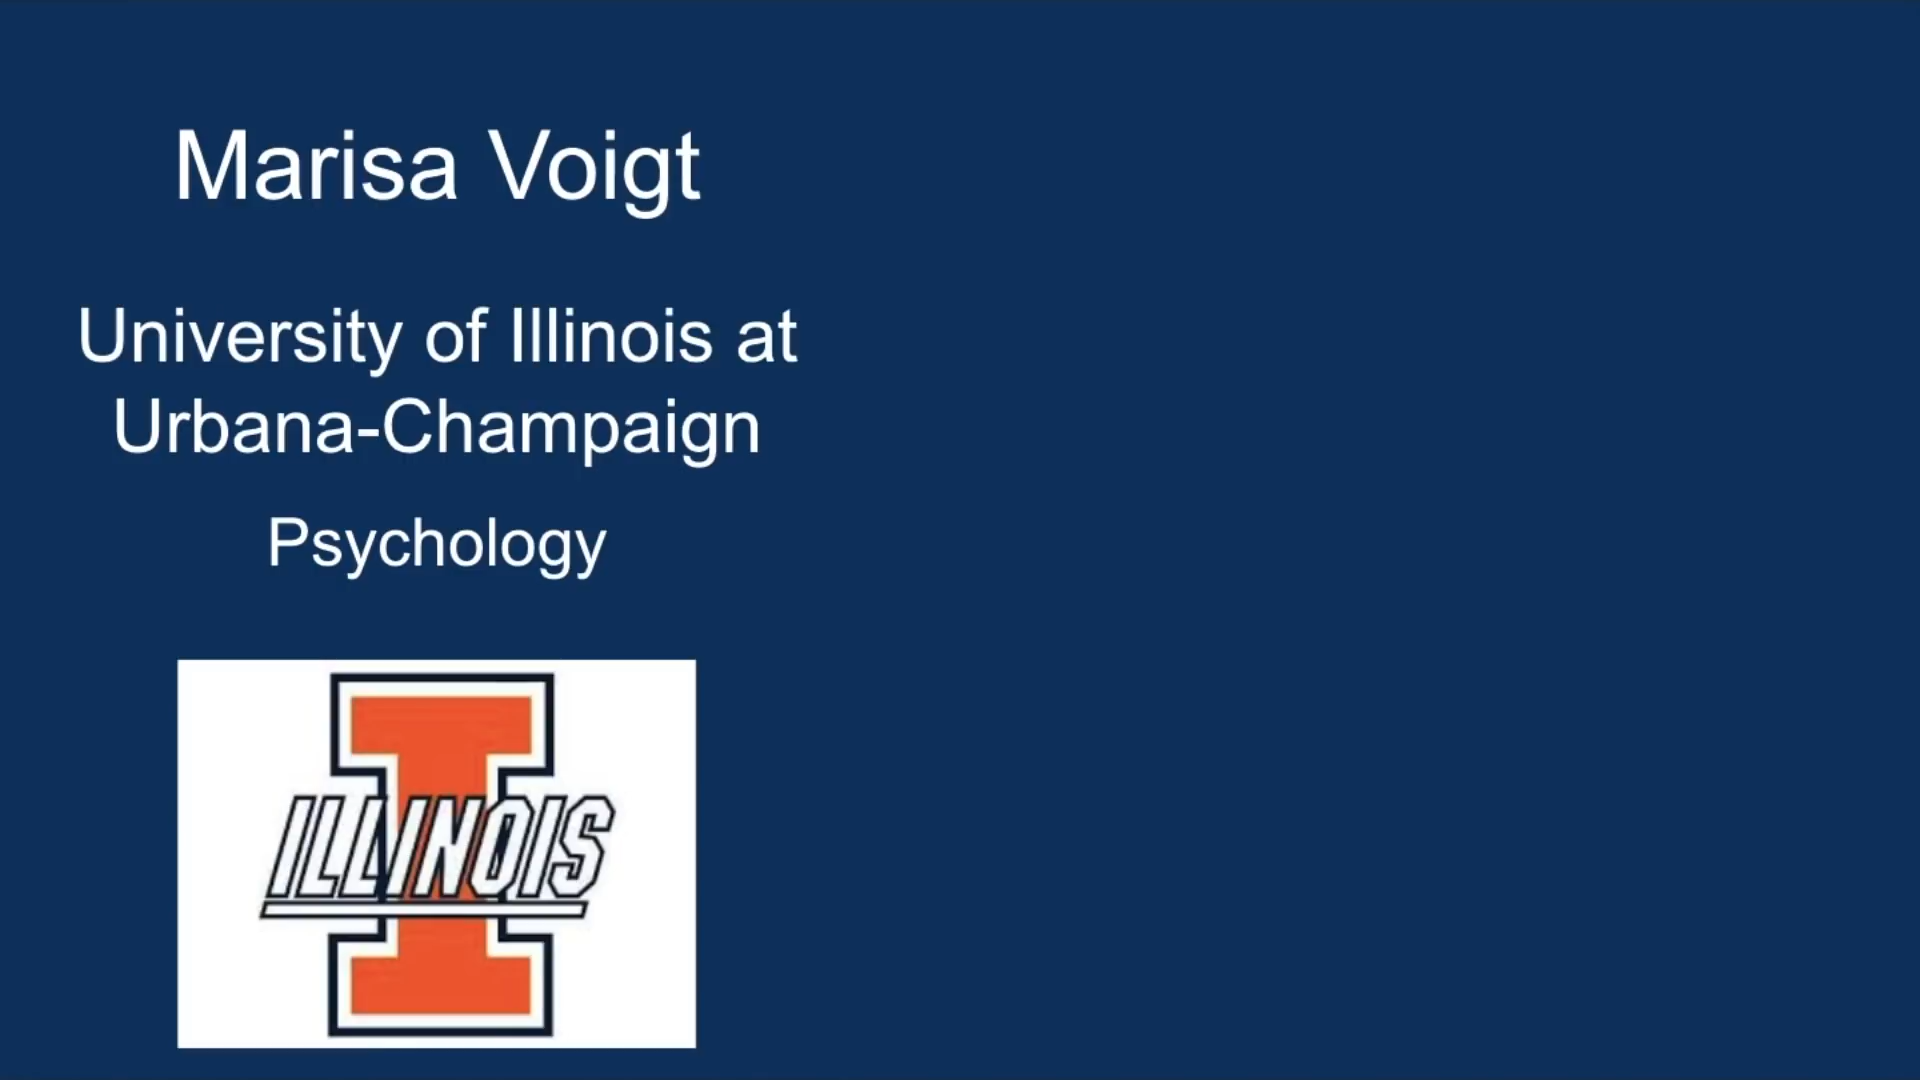 Marisa Voigt
University of Illinois at
Urbana-Champaign
Psychology
ILLINOIS